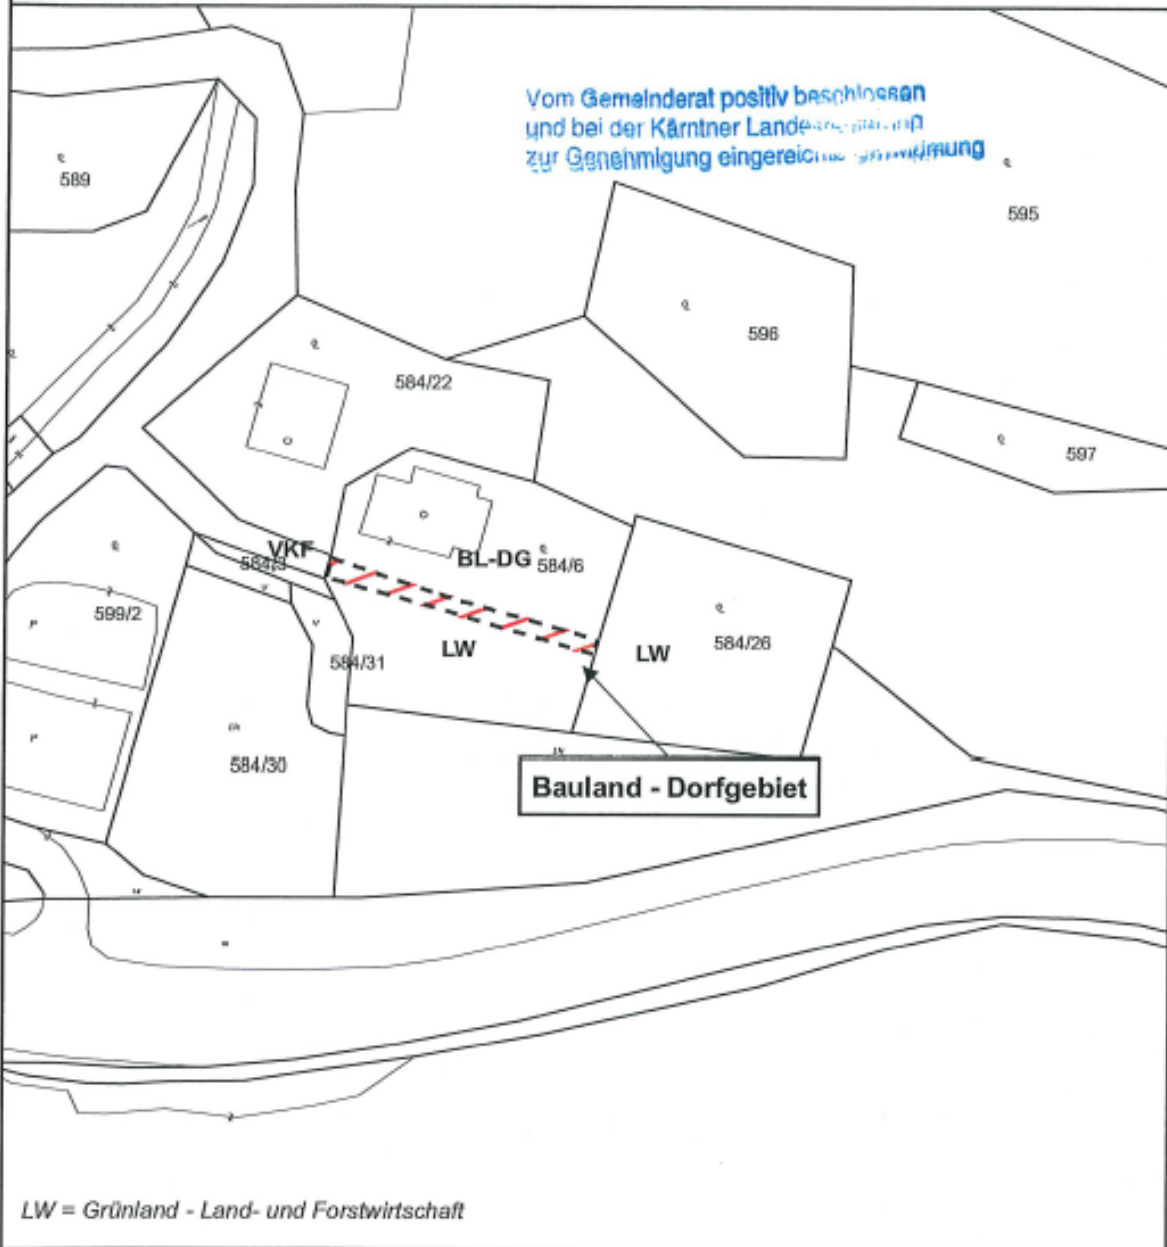 Vom Gemeinderat positiv beschlossen
und bei der Kärntner
zur Genehmigung
589
595
596
584/22
597
VKF
584/3
BL-DG
584/6
599/2
LW
LW
584/26
584/31
584/30
Bauland - Dorfgebiet
LW = Grünland - Land- und Forstwirtschaft